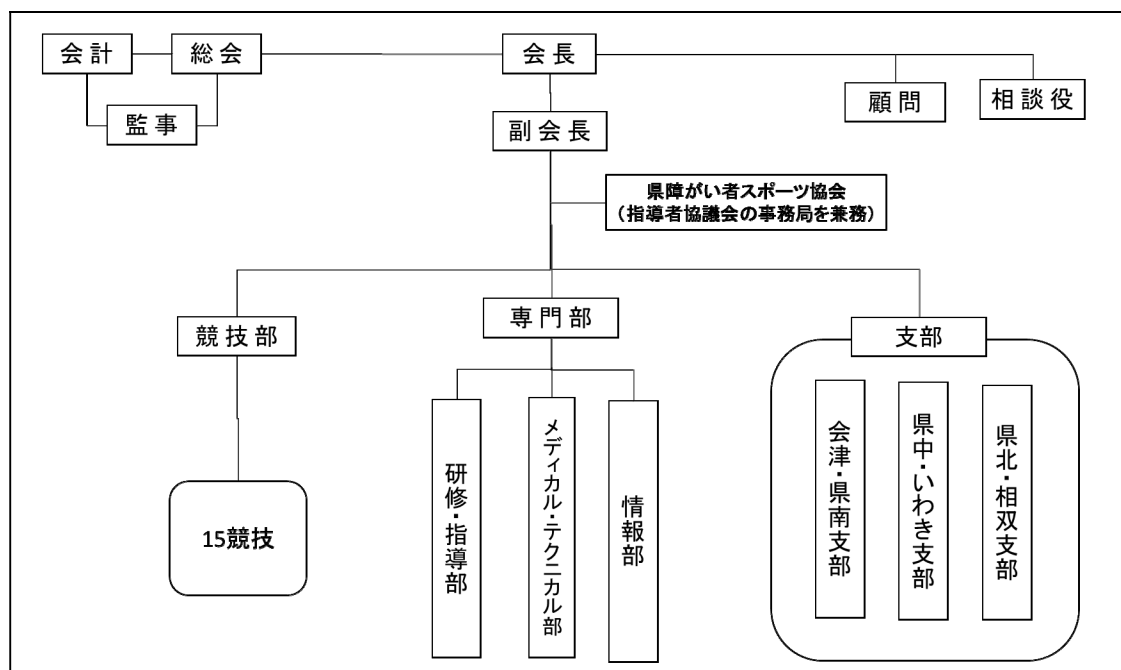 会計
総会
会長
顧問
相談役
監事
副会長
県障がい者スポーツ協会
（指導者協議会の事務局を兼務）
競技部
専門部
支部
15競技
研修・指導部
メディカル・テクニカル部
情報部
会津・県南支部
県中・いわき支部
県北・相双支部